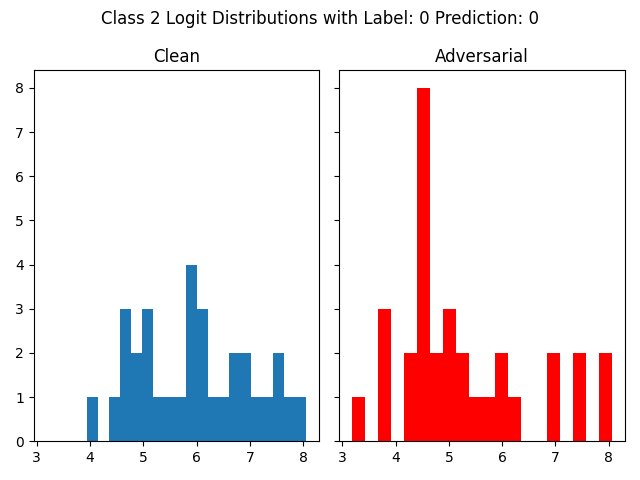 Class 2 Logit Distributions with Label: 0 Prediction: 0
Clean
Adversarial
8
7
6
5
4
3
2
1
0
3 4 5 6 7 8
3 4 5 6 7 8